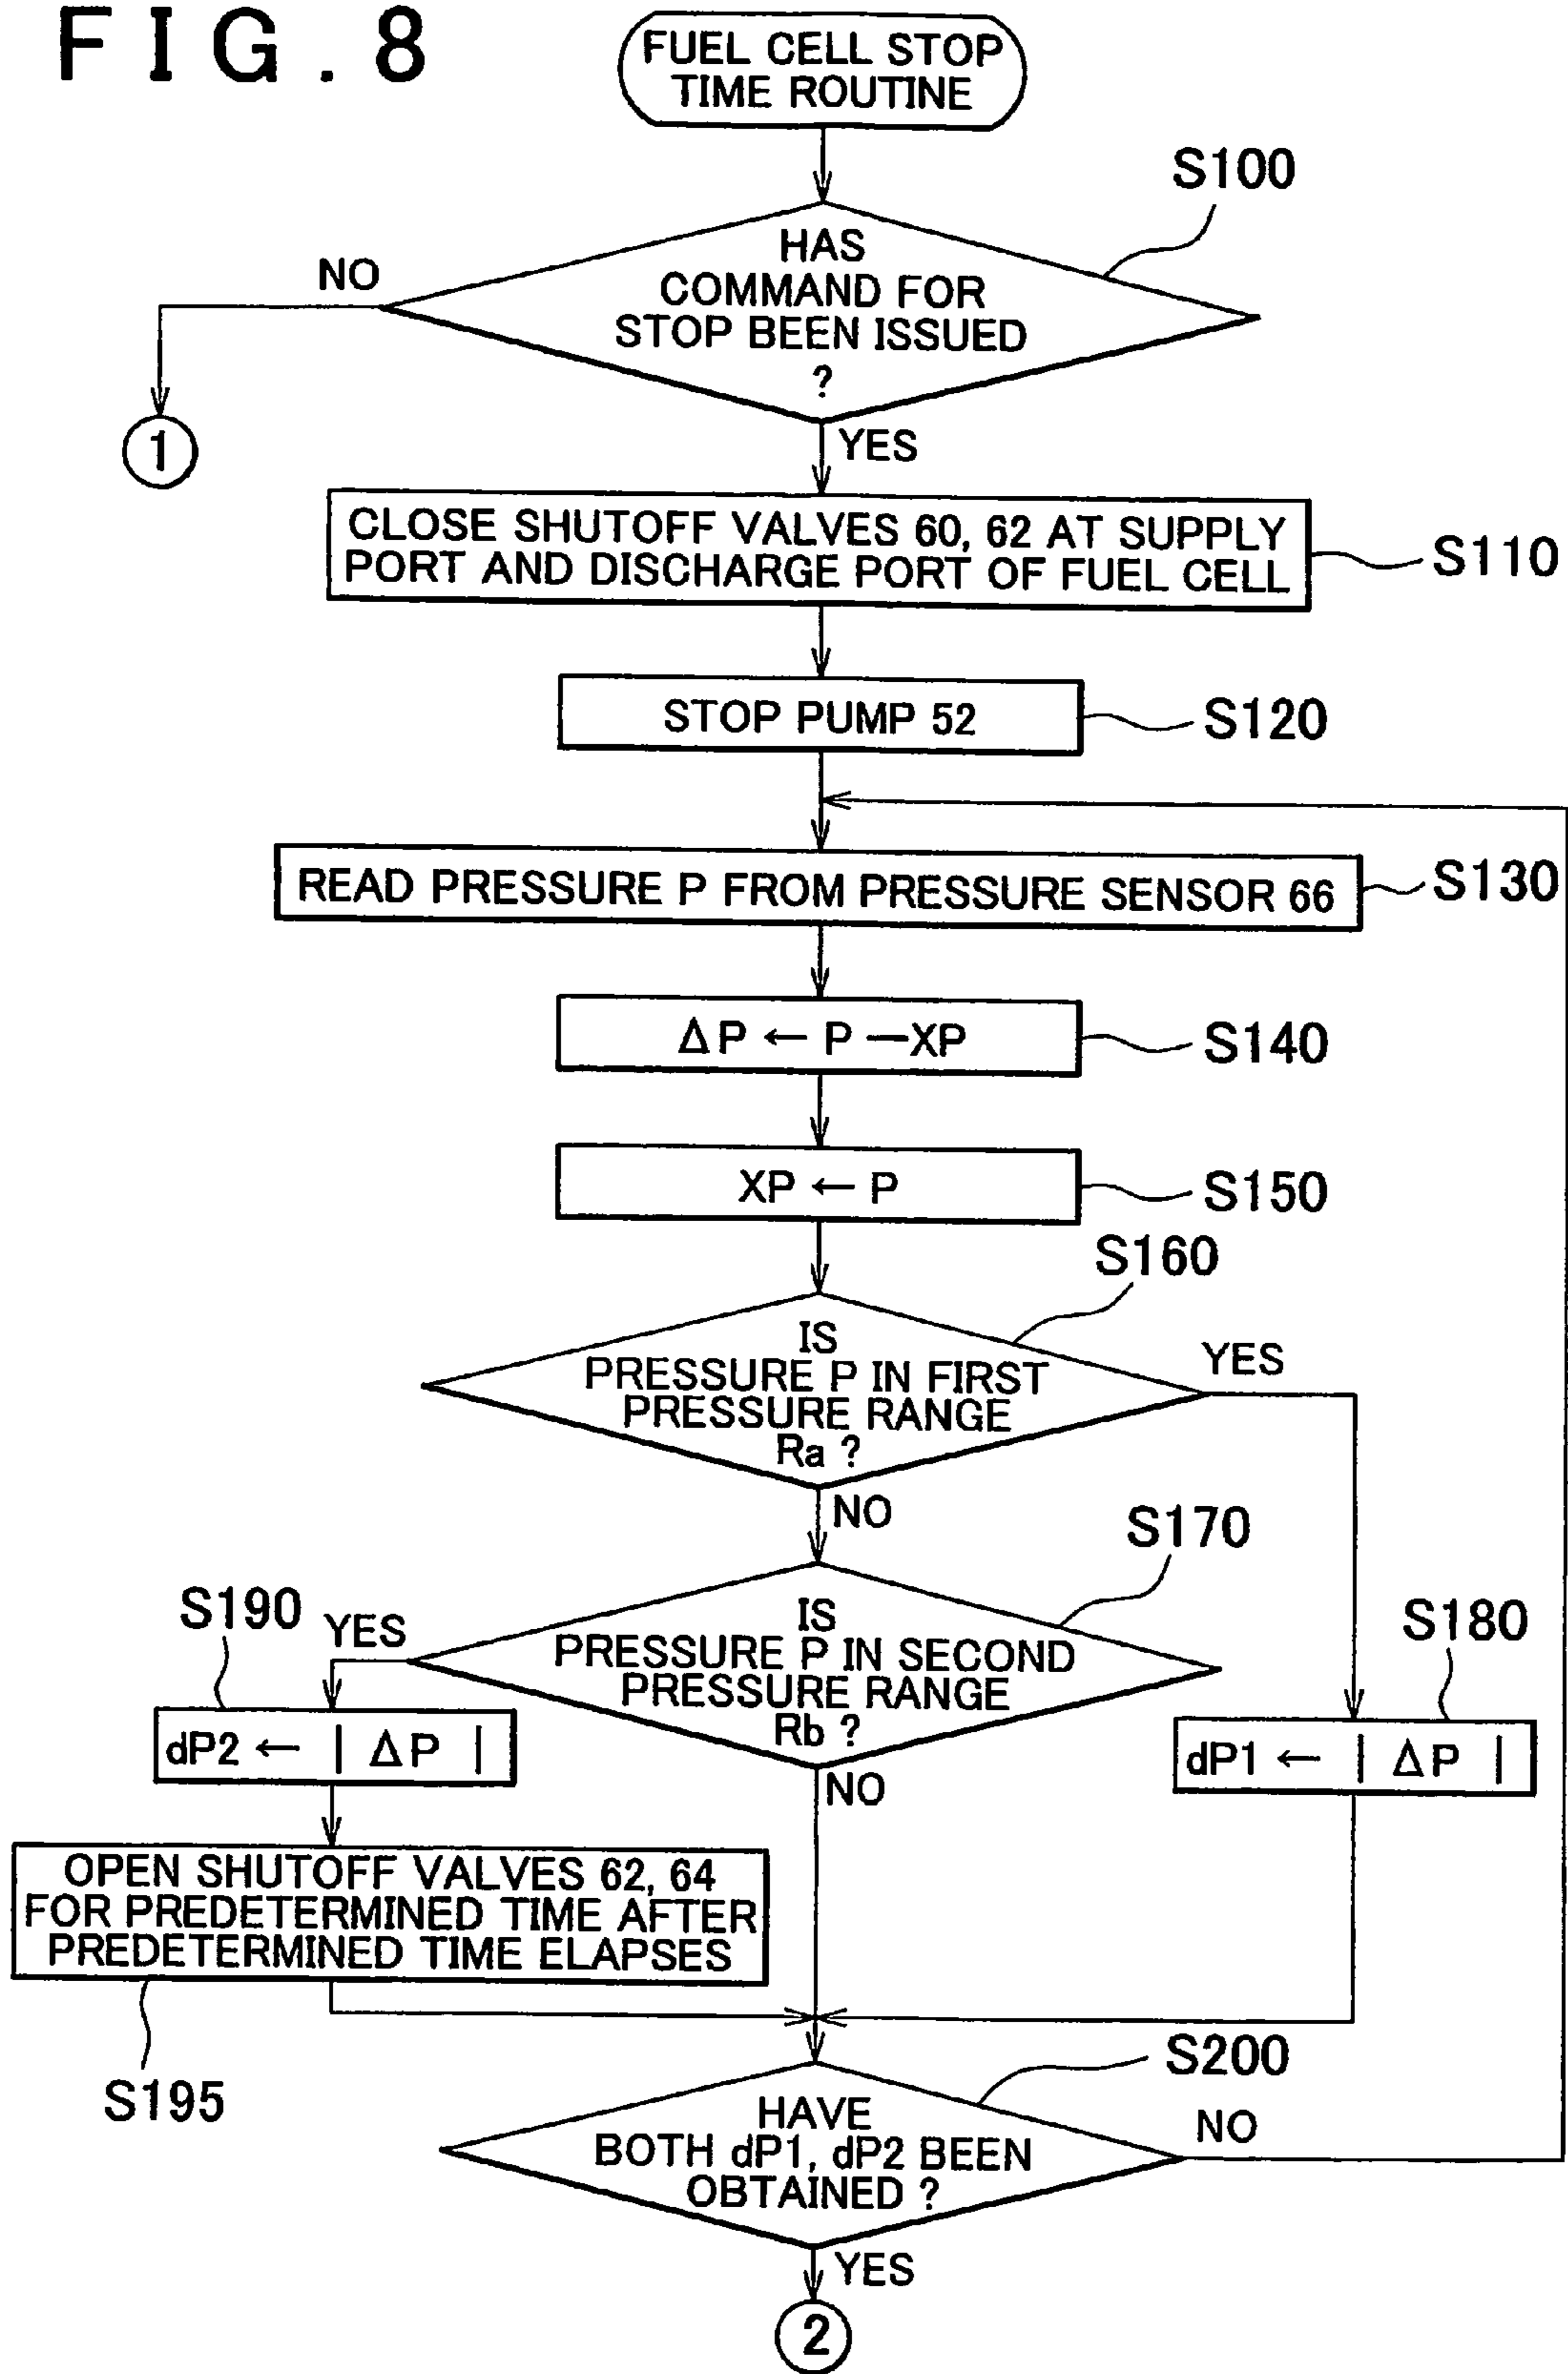 FIG. 8
FUEL CELL STOP
TIME ROUTINE
S100
HAS
COMMAND FOR
STOP BEEN ISSUED
?
NO
1
YES
CLOSE SHUTOFF VALVES 60, 62 AT SUPPLY
PORT AND DISCHARGE PORT OF FUEL CELL
S110
STOP PUMP 52
S120
READ PRESSURE P FROM PRESSURE SENSOR 66
S130
ΔP ← P —XP
S140
XP ← P
S150
S160
IS
PRESSURE P IN FIRST
PRESSURE RANGE
Ra ?
YES
NO
S170
IS
PRESSURE P IN SECOND
PRESSURE RANGE
Rb ?
YES
NO
S190
dP2 ← | ΔP |
S180
dP1 ← | ΔP |
OPEN SHUTOFF VALVES 62, 64
FOR PREDETERMINED TIME AFTER
PREDETERMINED TIME ELAPSES
S195
S200
HAVE
BOTH dP1, dP2 BEEN
OBTAINED ?
NO
YES
2